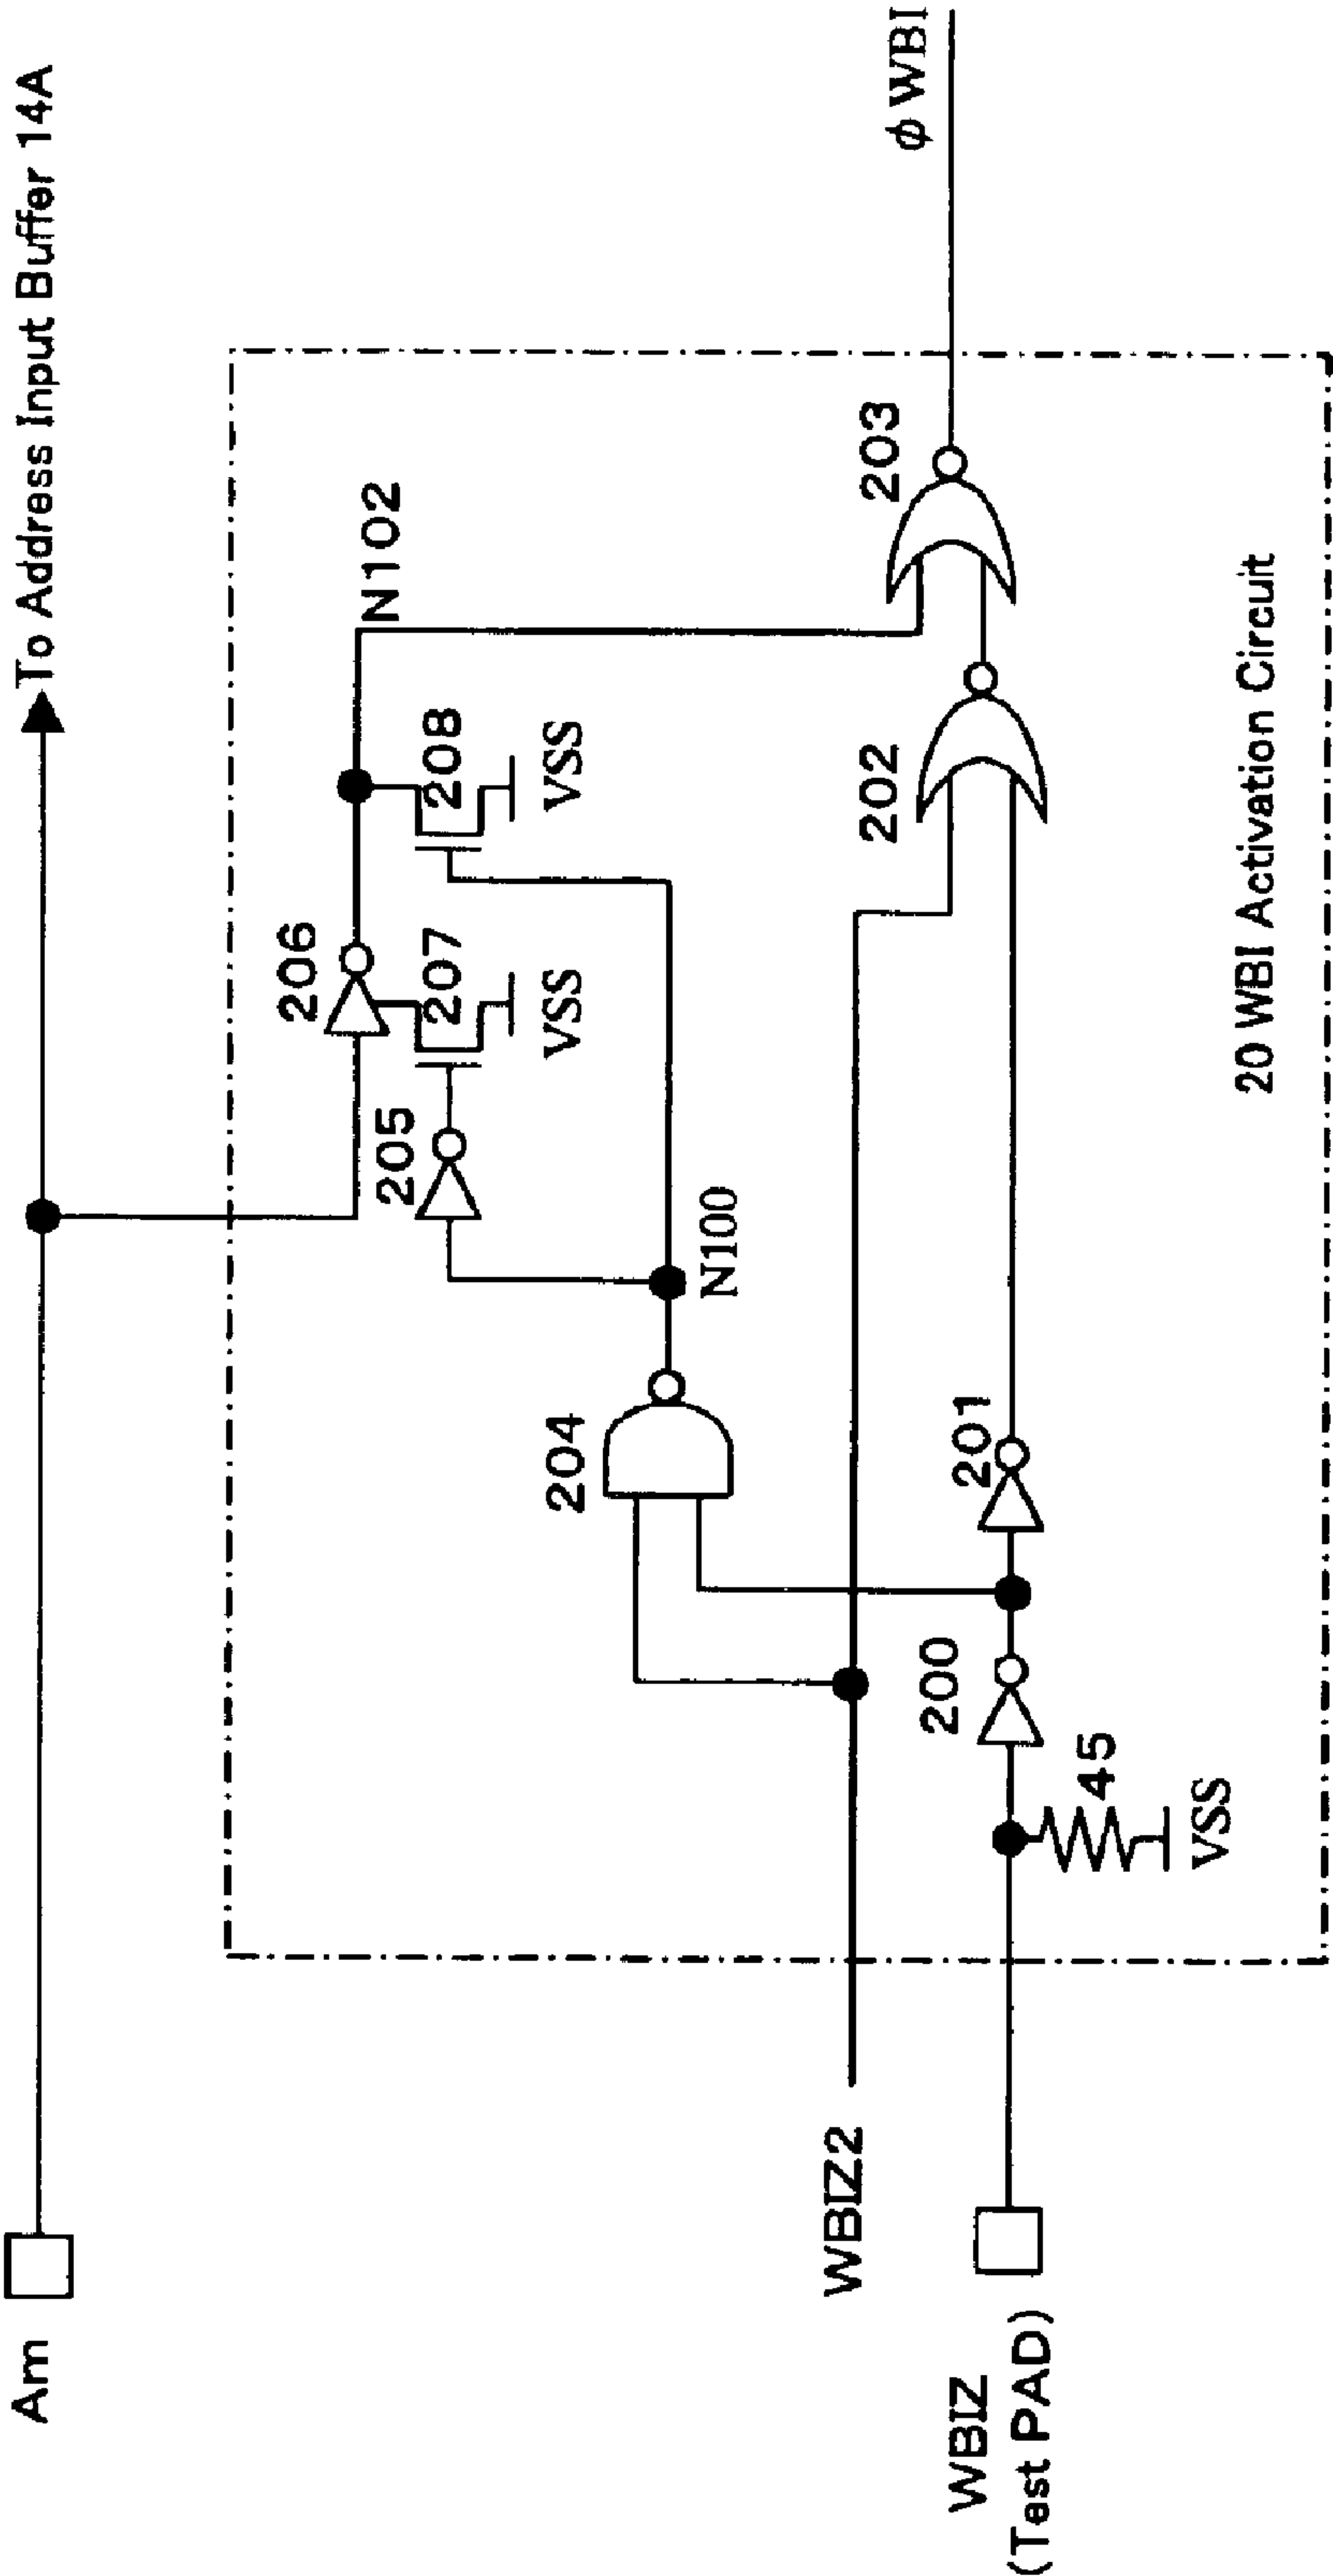 Am
To Address Input Buffer 14A
N102
206
208
207
VSS
VSS
205
N100
204
WBIZ2
202
203
φ WBI
200
201
45
VSS
WBIZ
(Test PAD)
20 WBI Activation Circuit